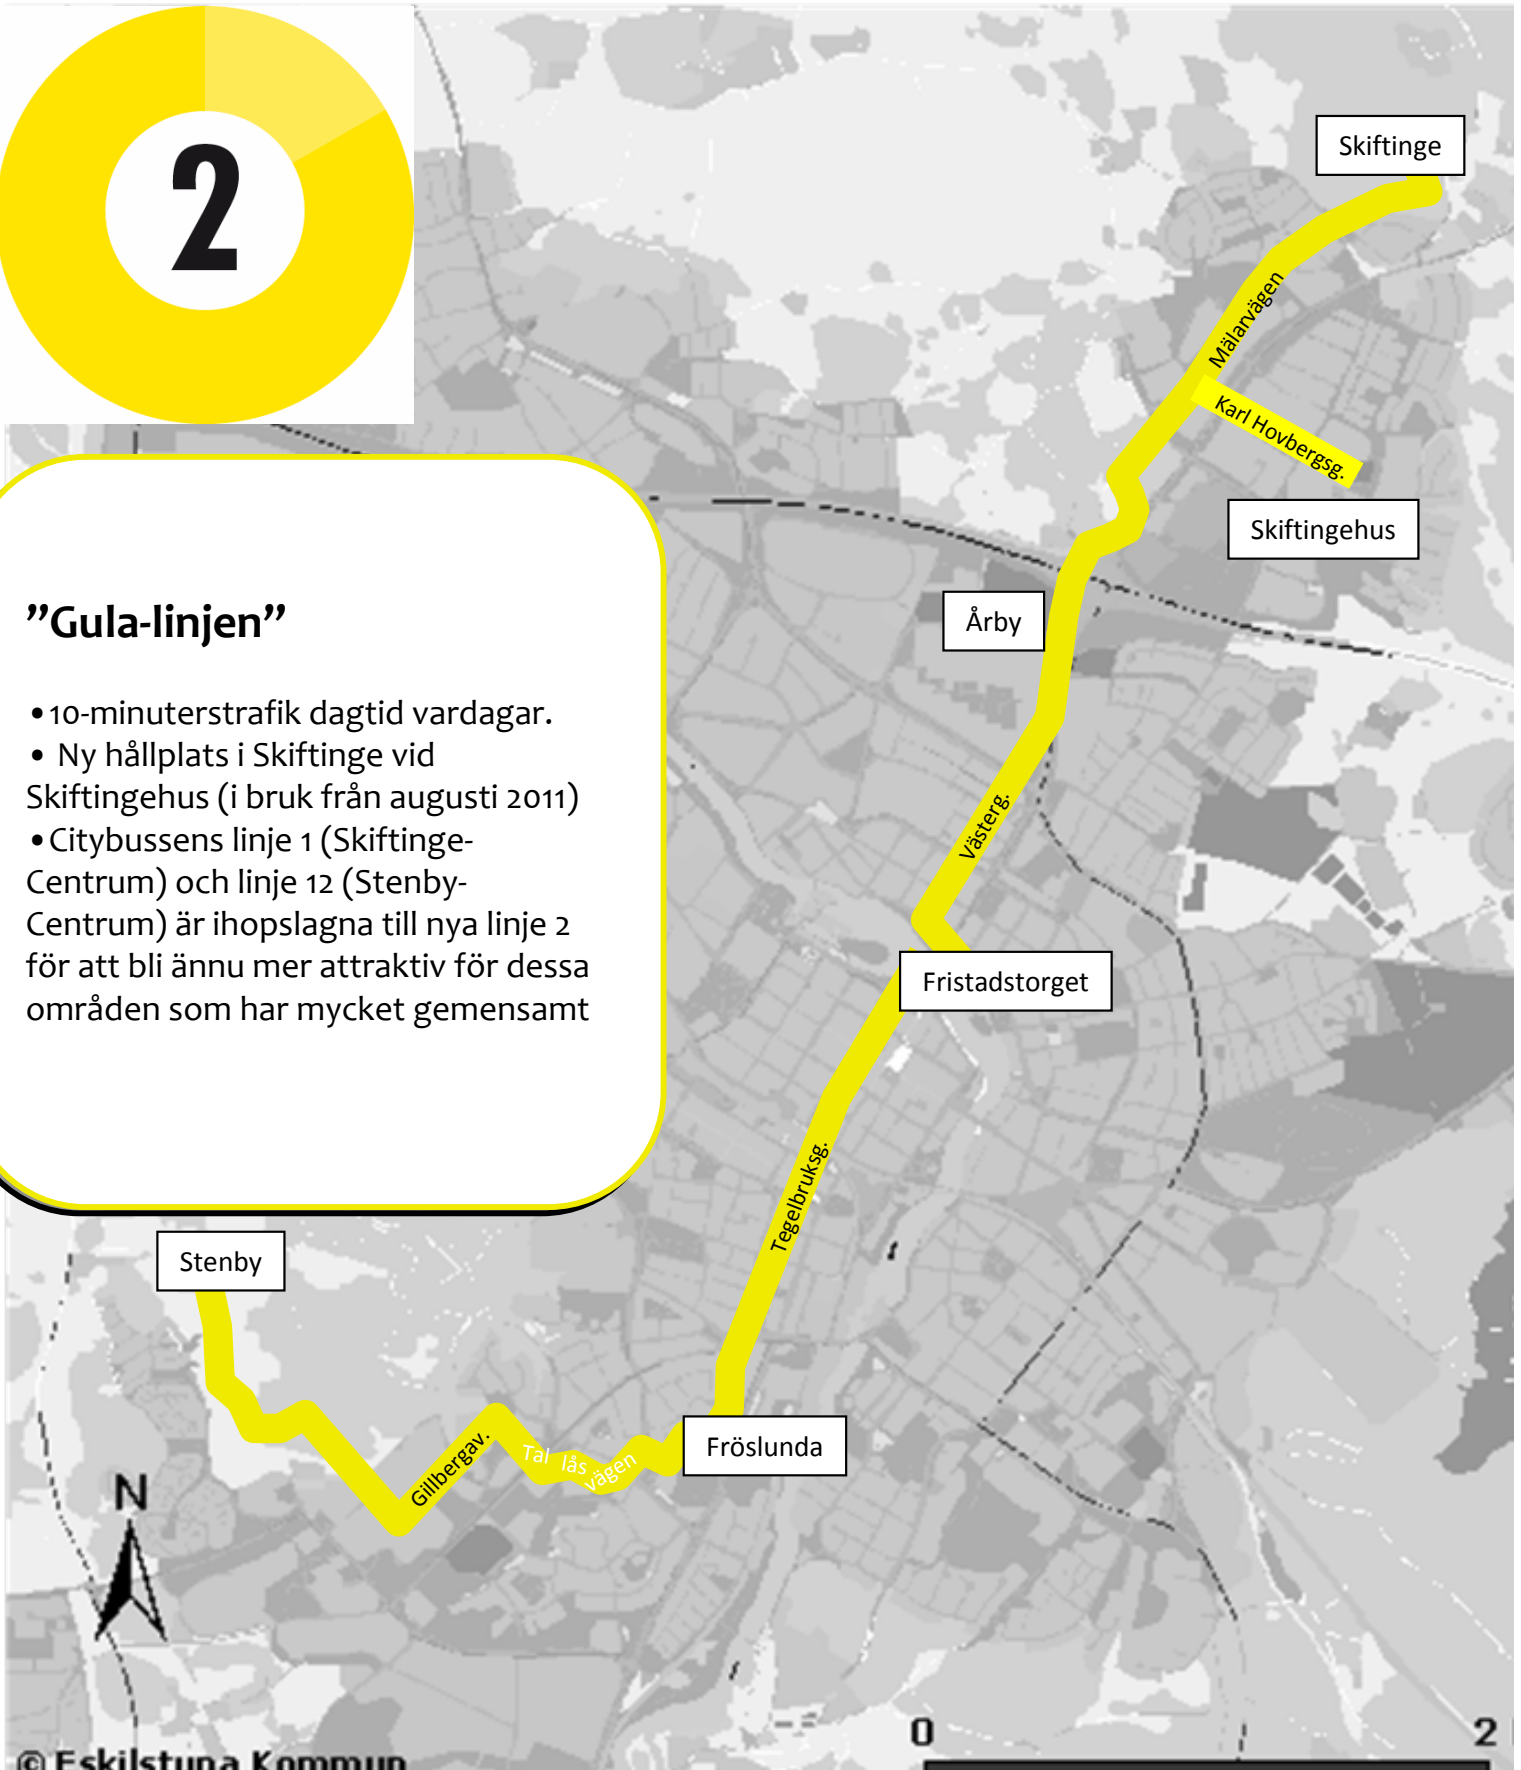 2
Skiftinge
Mälarvägen
Karl Hovbergsg.
Skiftingehus
Årby
”Gula-linjen”
•10-minuterstrafik dagtid vardagar.
• Ny hållplats i Skiftinge vid
Skiftingehus (i bruk från augusti 2011)
•Citybussens linje 1 (Skiftinge-
Centrum) och linje 12 (Stenby-
Centrum) är ihopslagna till nya linje 2
för att bli ännu mer attraktiv för dessa
områden som har mycket gemensamt
Västerg.
Fristadstorget
Tegelbruksg.
Stenby
Fröslunda
Gillbergav.
Tal lås
vägen
N
0 2
© Eskilstuna Kommun